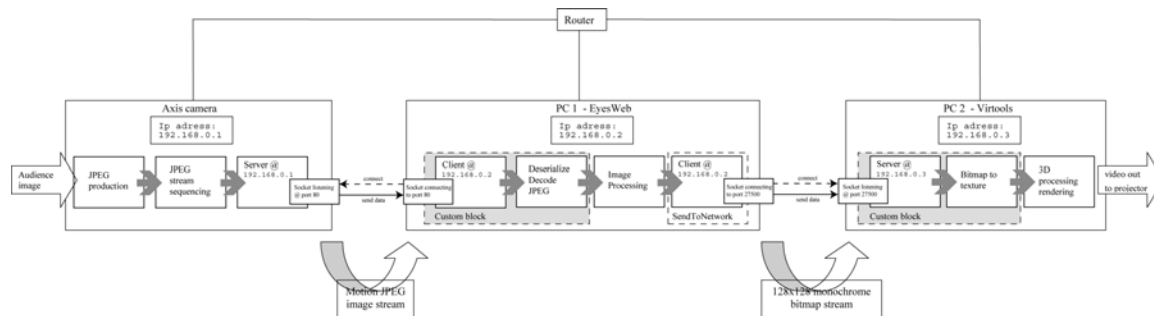 Router
Axis camera
Ip adress:
192.168.0.1
PC 1 - EyesWeb
Ip adress:
192.168.0.2
PC 2 - Virtools
Ip adress:
192.168.0.3
Audience
image
JPEG
production
JPEG
stream
sequencing
Server @
192.168.0.1
Socket listening
@ port 80
connect
send data
Socket connecting
to port 80
Client @
192.168.0.2
Deserialize
Decode
JPEG
Custom block
Image
Processing
Client @
192.168.0.2
SendToNetwork
Socket connecting
to port 27500
connect
send data
Socket listening
@ port 27500
Server @
192.168.0.3
Bitmap to
texture
Custom block
3D
processing
rendering
video out
to projector
Motion JPEG
image stream
128x128 monochrome
bitmap stream